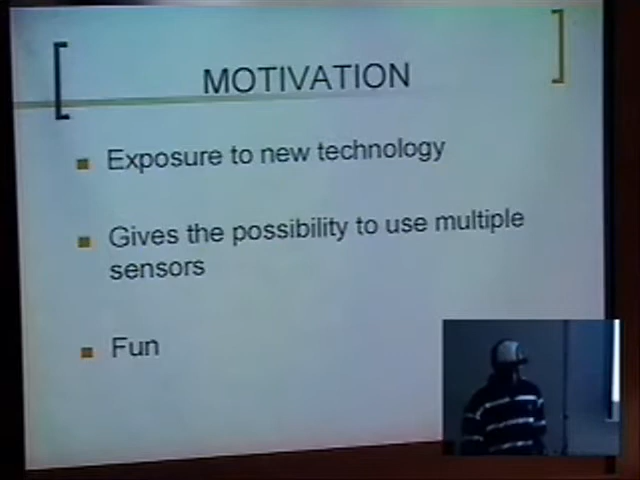 MOTIVATION
Exposure to new technology
Gives the possibility to use multiple
sensors
Fun